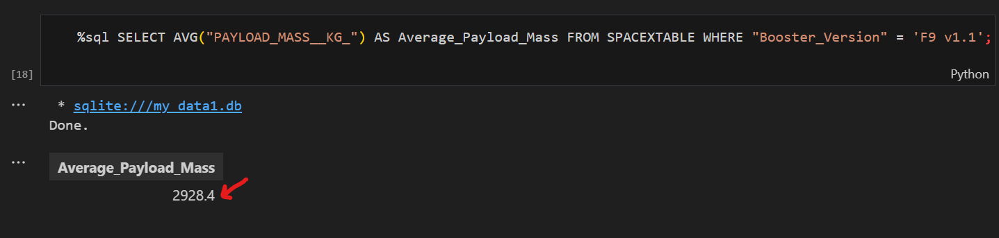 %sql SELECT AVG("PAYLOAD_MASS__KG_") AS Average_Payload_Mass FROM SPACEXTABLE WHERE "Booster_Version" = 'F9 v1.1';
[18]
Python
... * sqlite:///my_data1.db
Done.
... Average_Payload_Mass
2928.4